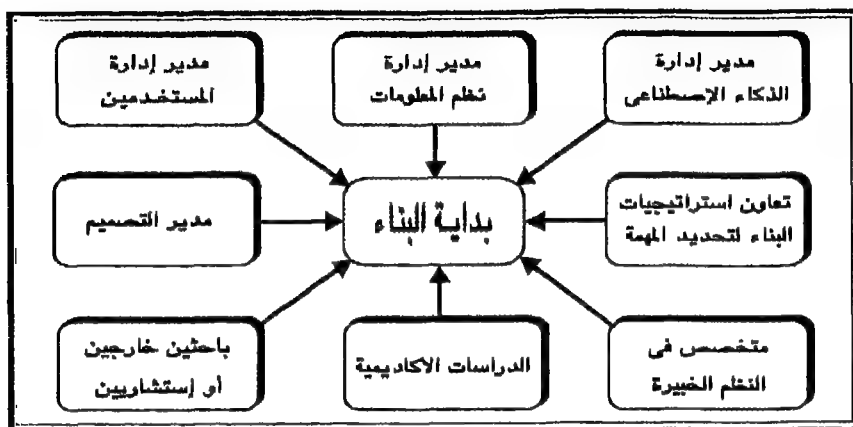 مدير إدارة
الذكاء الإصطناعى
مدير إدارة
نظم المعلومات
مدير إدارة
المستخدمين
تعاون استراتيجيات
البناء لتحديد المهمة
بداية البناء
مدير التصميم
متخصص فى
النظم الخبيرة
الدراسات الاكاديمية
باحثين خارجين
أو إستشاريين